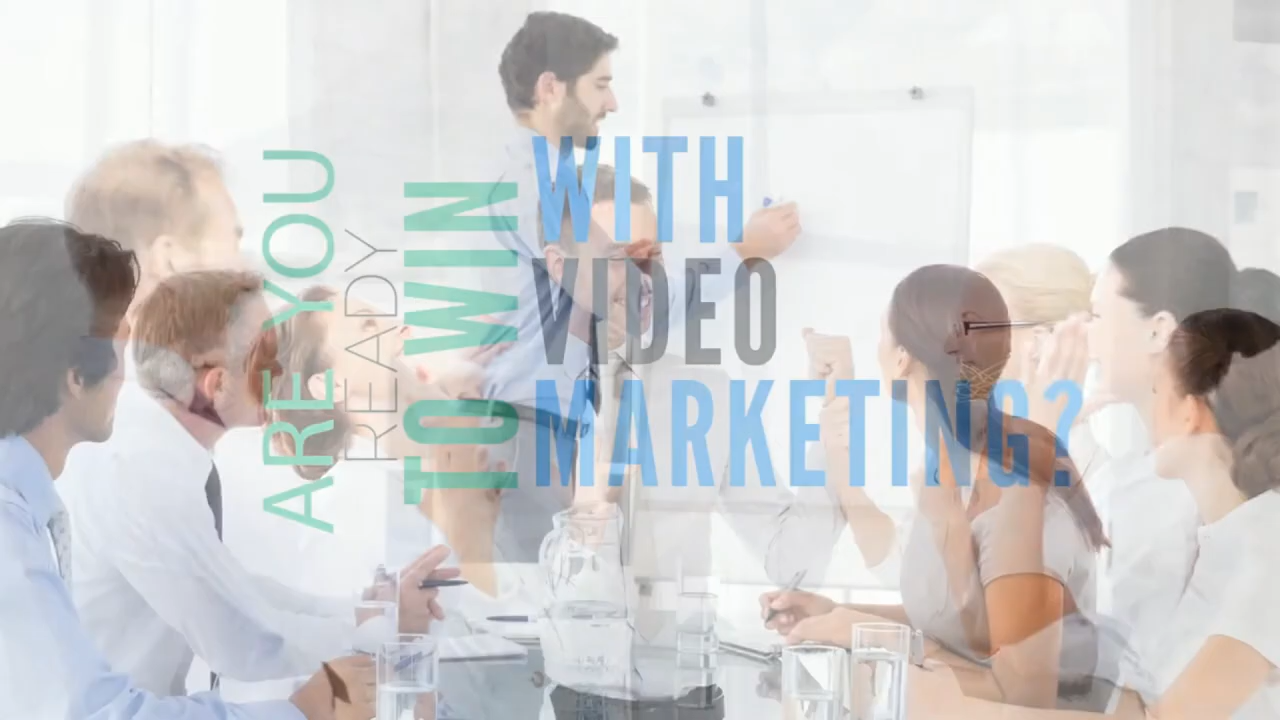 ARE YOU
READY
TO WIN
WITH
VIDEO
MARKETING?